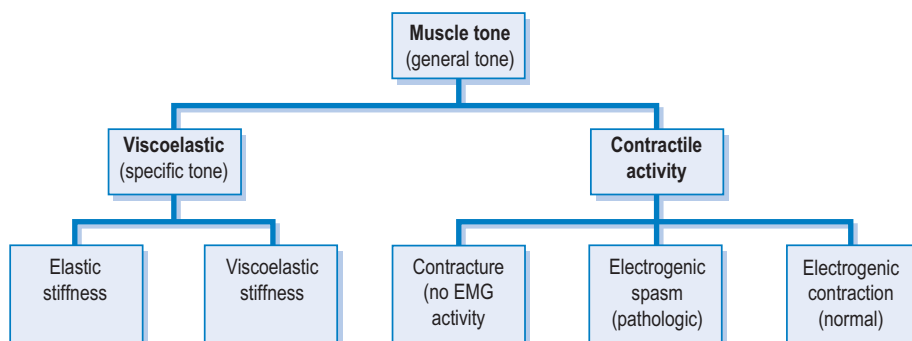 Muscle tone
(general tone)
Viscoelastic
(specific tone)
Contractile
activity
Elastic
stiffness
Viscoelastic
stiffness
Contracture
(no EMG
activity
Electrogenic
spasm
(pathologic)
Electrogenic
contraction
(normal)